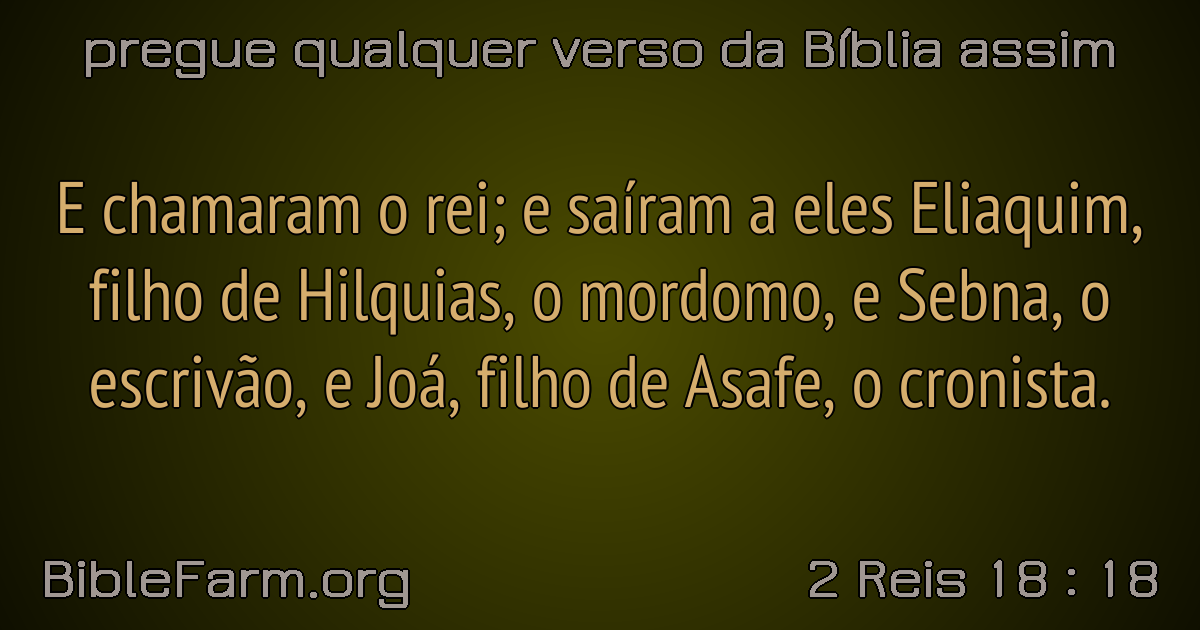 pregue qualquer verso da Bíblia assim
E chamaram o rei; e saíram a eles Eliaquim,
filho de Hilquias, o mordomo, e Sebna, o
escrivão, e Joá, filho de Asafe, o cronista.
BibleFarm.org
2 Reis 18 : 18